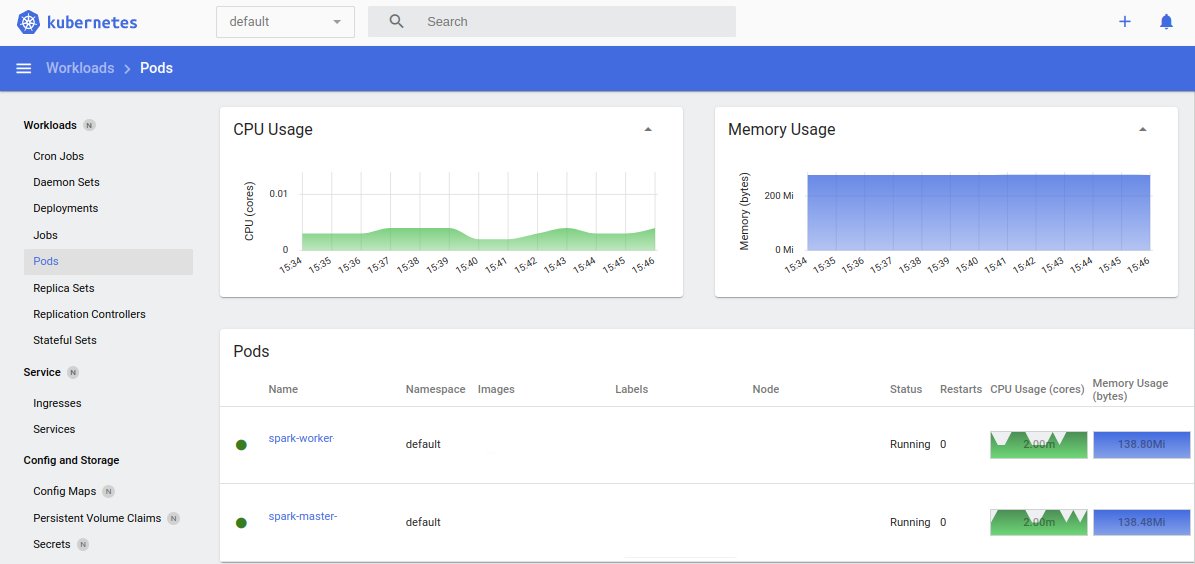 kubernetes
default
Search
Workloads > Pods
Workloads N
Cron Jobs
Daemon Sets
Deployments
Jobs
Pods
Replica Sets
Replication Controllers
Stateful Sets
Service N
Ingresses
Services
Config and Storage
Config Maps N
Persistent Volume Claims N
Secrets N
CPU Usage
CPU (cores)
0.01
0
15:34 15:35 15:36 15:37 15:38 15:39 15:40 15:41 15:42 15:43 15:44 15:45 15:46
Memory Usage
Memory (bytes)
200 Mi
0 Mi
15:34 15:35 15:36 15:37 15:38 15:39 15:40 15:41 15:42 15:43 15:44 15:45 15:46
Pods
Name Namespace Images Labels Node Status Restarts CPU Usage (cores) Memory Usage
(bytes)
spark-worker default Running 0 2.00m 138.80Mi
spark-master- default Running 0 2.00m 138.48Mi